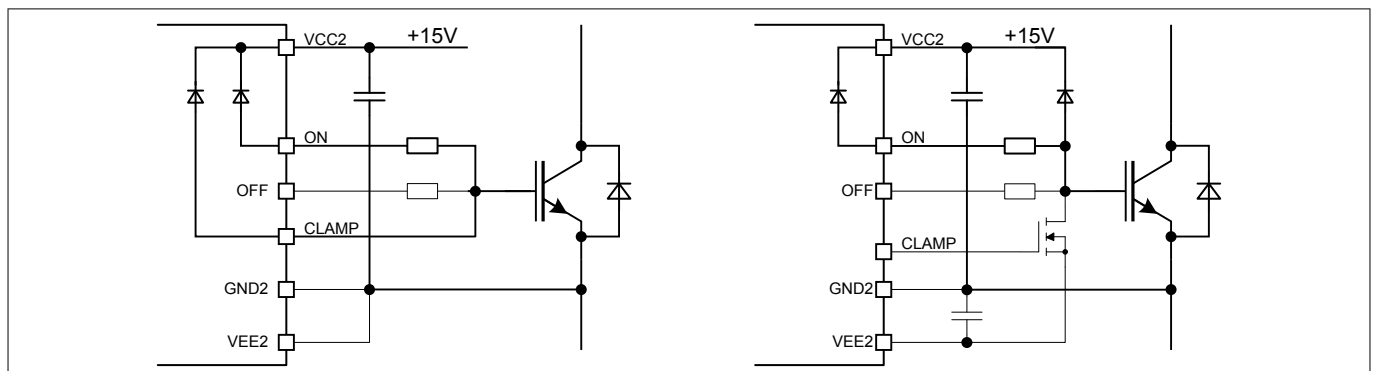 VCC2
+15V
ON
OFF
CLAMP
GND2
VEE2
VCC2
+15V
ON
OFF
CLAMP
GND2
VEE2